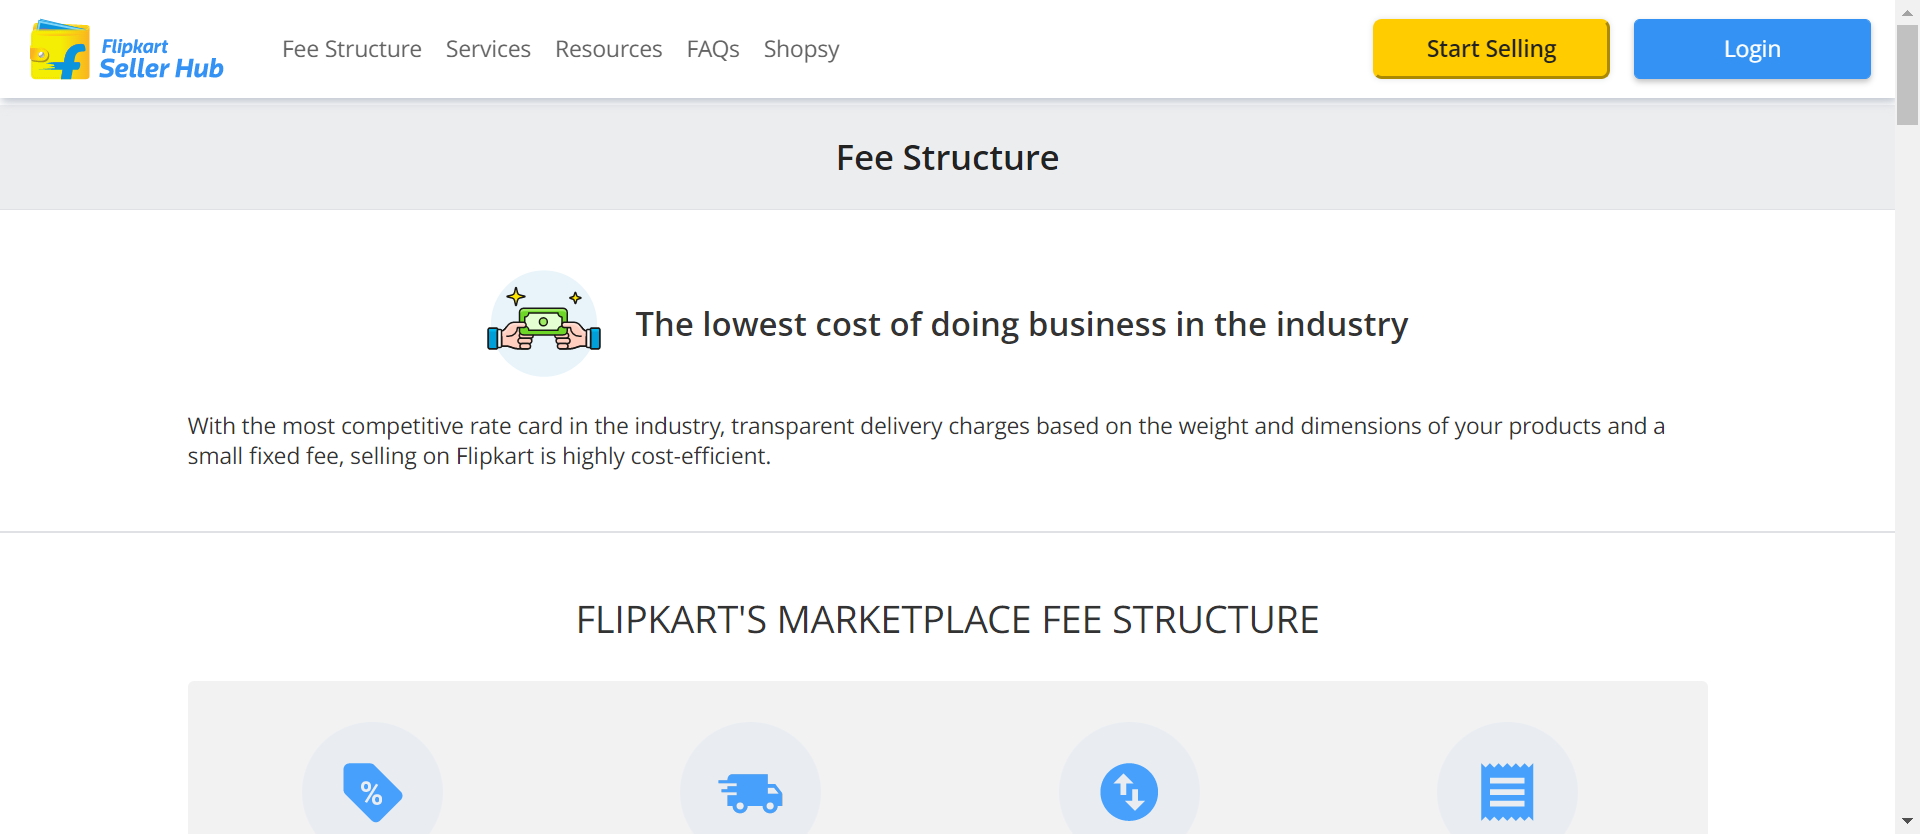 Flipkart
Seller Hub
Fee Structure Services Resources FAQs Shopsy
Start Selling
Login
Fee Structure
The lowest cost of doing business in the industry
With the most competitive rate card in the industry, transparent delivery charges based on the weight and dimensions of your products and a
small fixed fee, selling on Flipkart is highly cost-efficient.
FLIPKART'S MARKETPLACE FEE STRUCTURE
%